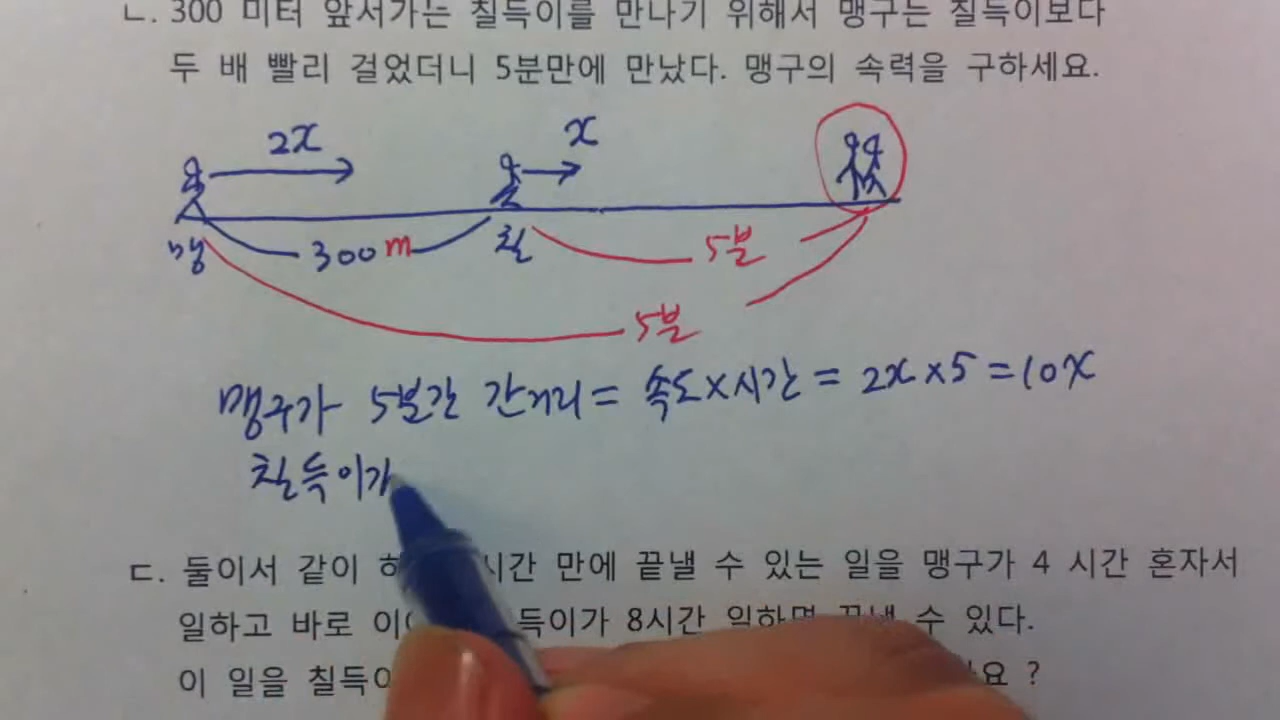 ㄴ. 300 미터 앞서가는 칠득이를 만나기 위해서 맹구는 칠득이보다
두 배 빨리 걸었더니 5분만에 만났다. 맹구의 속력을 구하세요.
2x
x
맹
300m
칠
5분
5분
맹구가 5분간 간거리 = 속도×시간 = 2x×5 = 10x
칠득이가
ㄷ. 둘이서 같이 시간 만에 끝낼 수 있는 일을 맹구가 4 시간 혼자서
일하고 바로 득이가 8시간 일하면 끝낼 수 있다.
이 일을 칠득이 요 ?